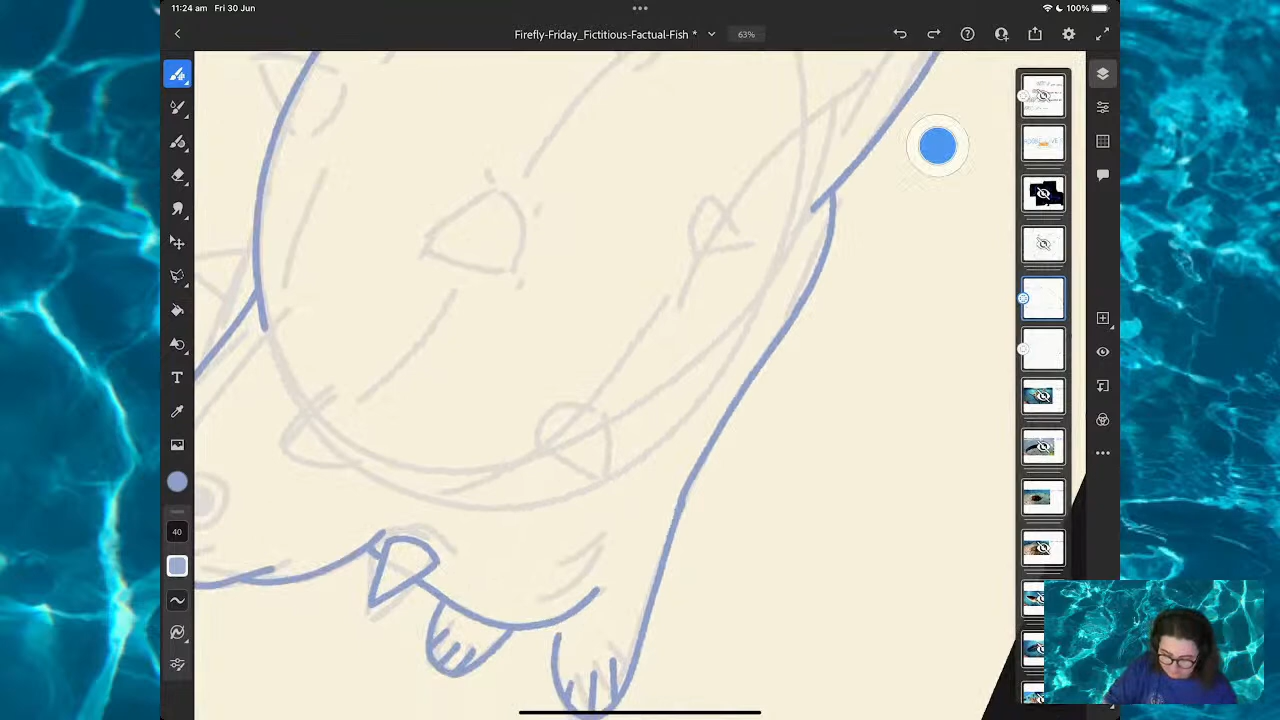 11:24 am Fri 30 Jun
100%
Firefly-Friday_Fictitious-Factual-Fish *
63%
T
40